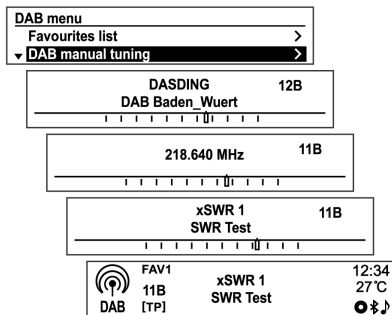 DAB menu
Favourites list
DAB manual tuning
DASDING 12B
DAB Baden_Wuert
218.640 MHz 11B
xSWR 1 11B
SWR Test
FAV1 12:34
11B xSWR 1 27℃
DAB [TP] SWR Test